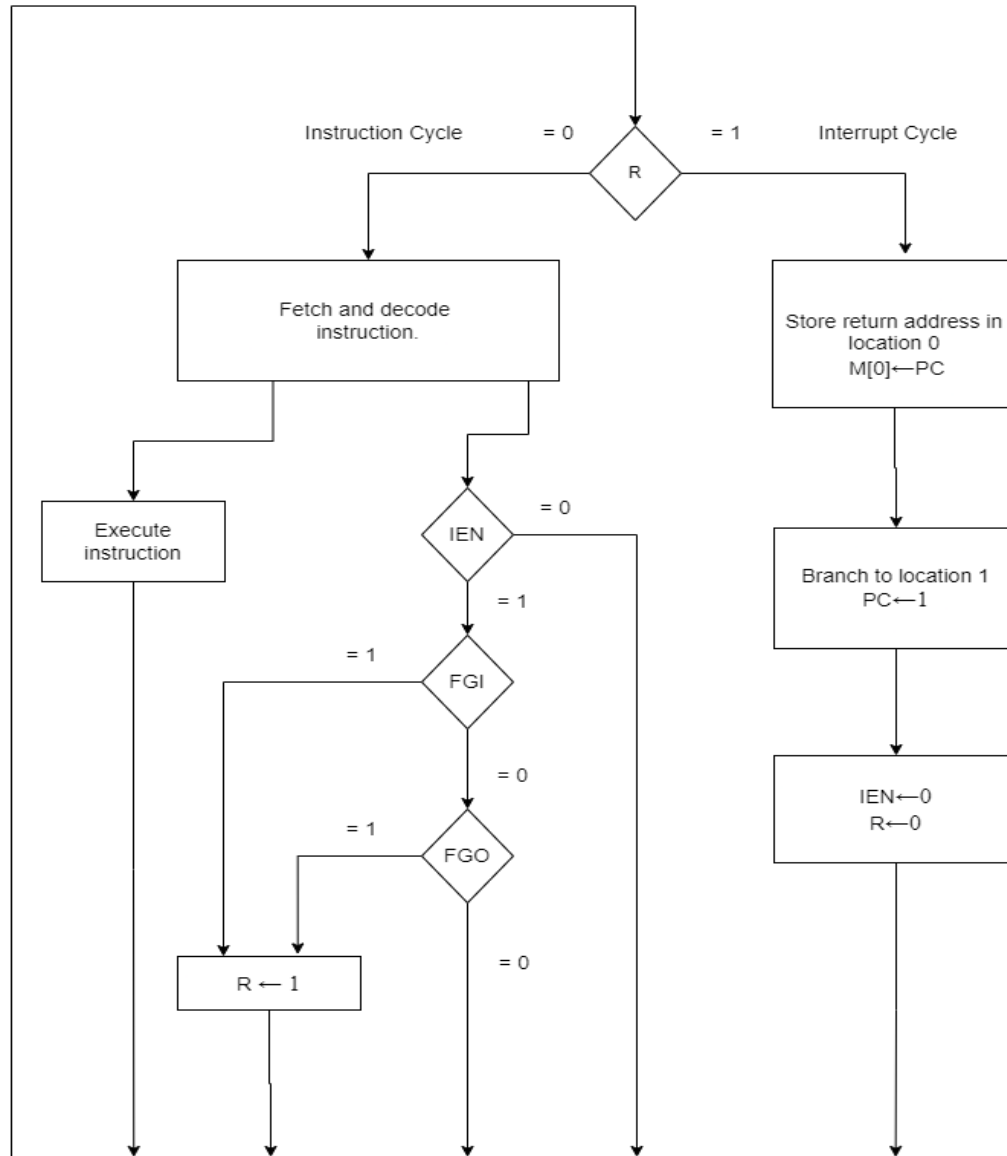 Instruction Cycle
= 0
= 1
Interrupt Cycle
R
Fetch and decode
instruction.
Store return address in
location 0
M[0]←PC
Execute
instruction
IEN
= 0
= 1
Branch to location 1
PC←1
= 1
FGI
= 0
IEN←0
R←0
= 1
FGO
= 0
R ← 1